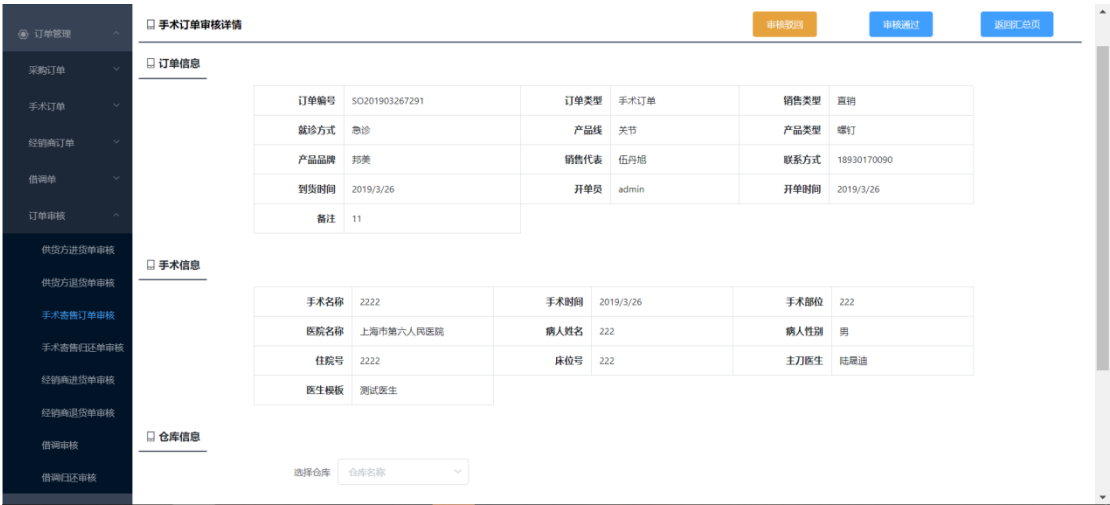 订单管理
采购订单
手术订单
经销商订单
借调单
订单审核
供货方进货单审核
供货方退货单审核
手术寄售订单审核
手术寄售归还单审核
经销商进货单审核
经销商退货单审核
借调审核
借调归还审核
手术订单审核详情 审核驳回 审核通过 返回汇总页
订单信息
订单编号 SO201903267291 订单类型 手术订单 销售类型 直销
就诊方式 急诊 产品线 关节 产品类型 螺钉
产品品牌 邦美 销售代表 伍丹旭 联系方式 18930170090
到货时间 2019/3/26 开单员 admin 开单时间 2019/3/26
备注 11
手术信息
手术名称 2222 手术时间 2019/3/26 手术部位 222
医院名称 上海市第六人民医院 病人姓名 222 病人性别 男
住院号 2222 床位号 222 主刀医生 陆晟迪
医生模板 测试医生
仓库信息
选择仓库 仓库名称